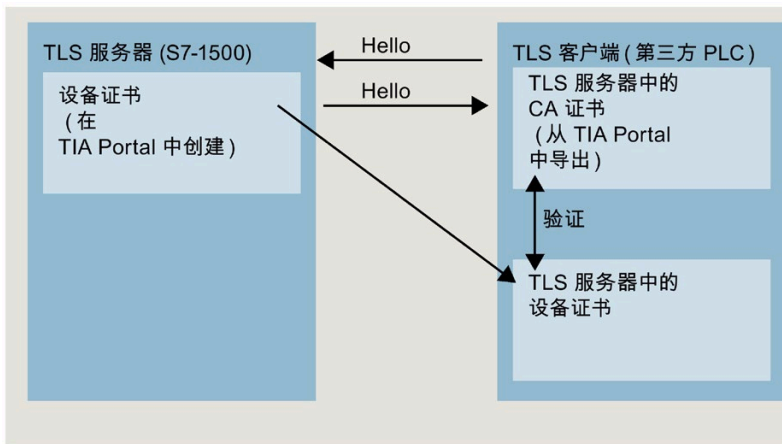 TLS 服务器 (S7-1500)
设备证书
(在
TIA Portal 中创建)
Hello
Hello
TLS 客户端 (第三方 PLC)
TLS 服务器中的
CA 证书
(从 TIA Portal
中导出)
验证
TLS 服务器中的
设备证书